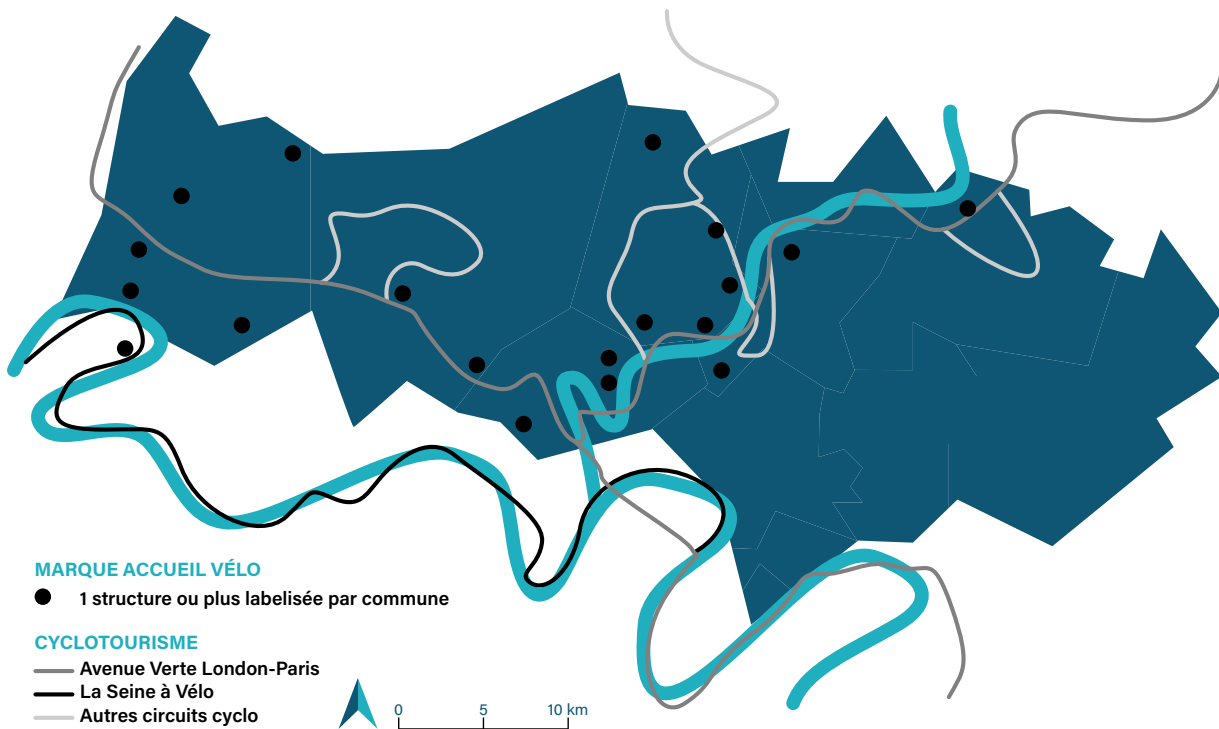 MARQUE ACCUEIL VÉLO
1 structure ou plus labelisée par commune
CYCLOTOURISME
Avenue Verte London-Paris
La Seine à Vélo
Autres circuits cyclo
0 5 10 km